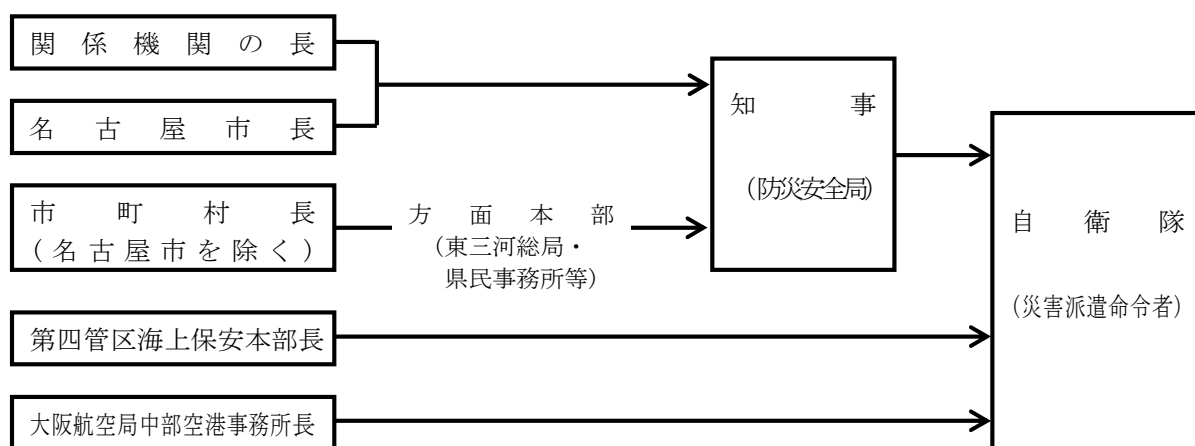 関係機関の長
名古屋市長
市町村長
(名古屋市を除く)
方面本部
(東三河総局・
県民事務所等)
知事
(防災安全局)
自衛隊
(災害派遣命令者)
第四管区海上保安本部長
大阪航空局中部空港事務所長